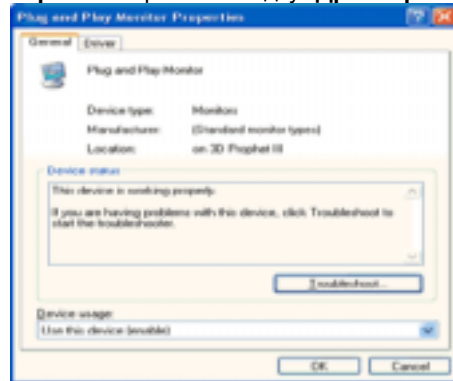 Plug and Play Monitor Properties
General Driver
Plug and Play Monitor
Device type: Monitors
Manufacturer: (Standard monitor types)
Location: on 3D Prophet III
Device status
This device is working properly.
If you are having problems with this device, click Troubleshoot to
start the troubleshooter.
Troubleshoot...
Device usage:
Use this device (enable)
OK Cancel